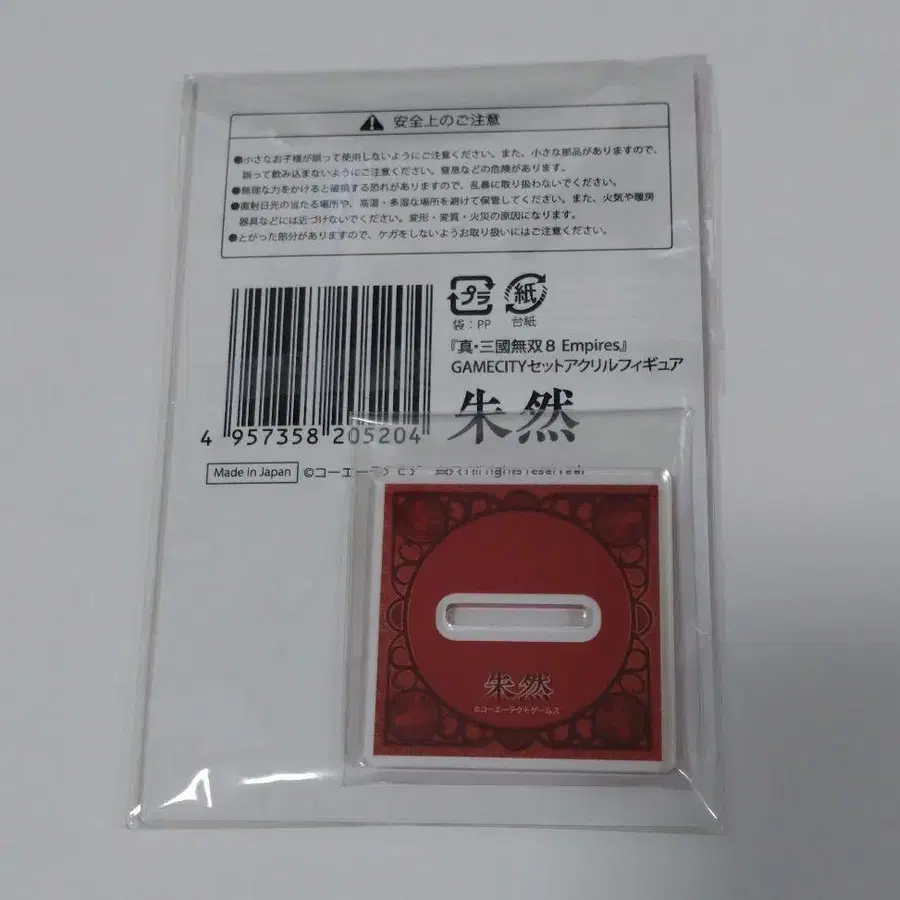 安全上のご注意
●小さなお子様が誤って使用しないようにご注意ください。また、小さな部品がありますので、
誤って飲み込まないようにご注意ください。窒息などの危険があります。
●無理な力をかけると破損する恐れがありますので、乱暴に取り扱わないでください。
●直射日光の当たる場所や、高温・多湿な場所を避けて保管してください。また、火気や暖房
器具などには近づけないでください。変形・変質・火災の原因になります。
●とがった部分がありますので、ケガをしないようお取り扱いにはご注意ください。
プラ 紙
袋：PP 台紙
『真・三國無双８ Empires』
GAMECITYセットアクリルフィギュア
朱然
4 957358 205204
Made in Japan ©コーエーテクモ All rights reserved.
朱然
©コーエーテクモゲームス